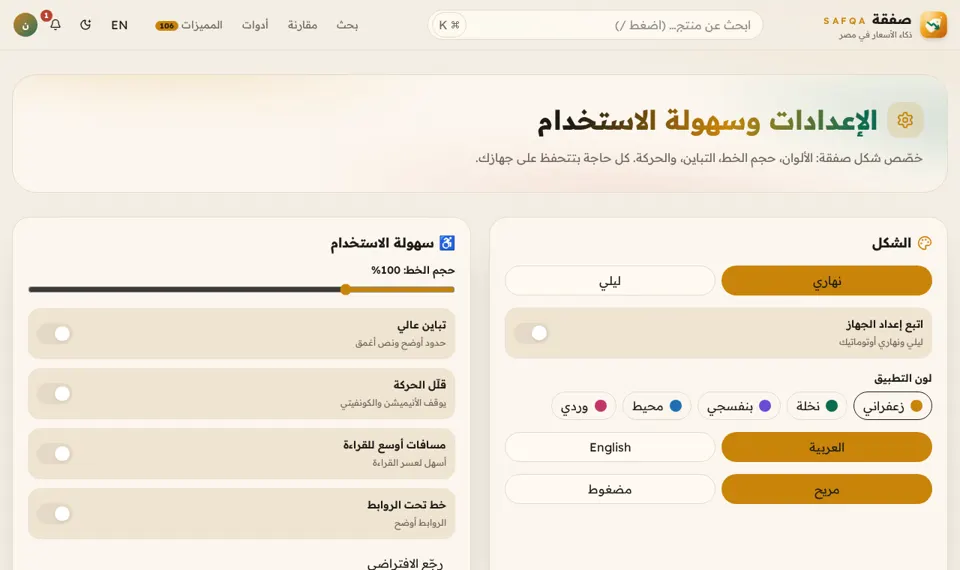 صفقة
SAFQA
ذكاء الأسعار في مصر
ابحث عن منتج... (اضغط /)
⌘ K
بحث
مقارنة
أدوات
المميزات 106
EN
1
ن
الإعدادات وسهولة الاستخدام
خصّص شكل صفقة: الألوان، حجم الخط، التباين، والحركة. كل حاجة بتتحفظ على جهازك.
الشكل
نهاري
ليلي
اتبع إعداد الجهاز
ليلي ونهاري أوتوماتيك
لون التطبيق
زعفراني
نخلة
بنفسجي
محيط
وردي
العربية
English
مريح
مضغوط
سهولة الاستخدام
حجم الخط: 100%
تباين عالي
حدود أوضح ونص أغمق
قلّل الحركة
يوقف الأنيميشن والكونفيتي
مسافات أوسع للقراءة
أسهل لعسر القراءة
خط تحت الروابط
الروابط أوضح
رجّع الافتراضي